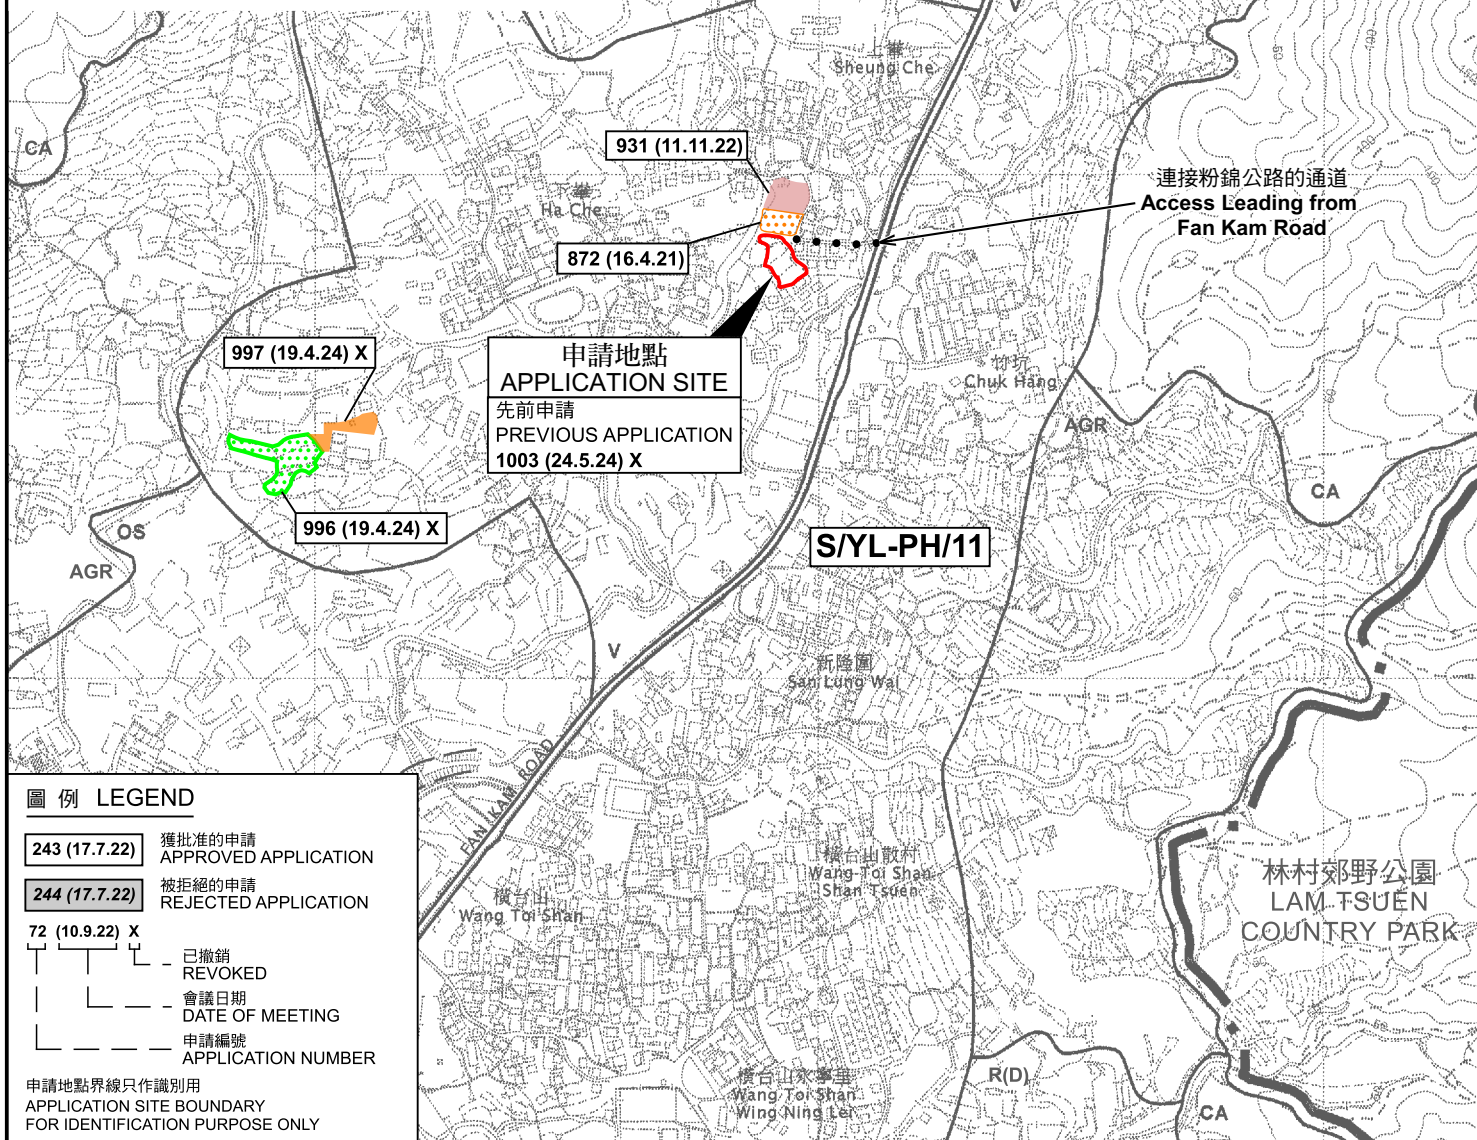 V
上輋
Sheung Che
CA
931 (11.11.22)
下輋
Ha Che
連接粉錦公路的通道
Access Leading from
Fan Kam Road
872 (16.4.21)
997 (19.4.24) X
申請地點
APPLICATION SITE
先前申請
PREVIOUS APPLICATION
1003 (24.5.24) X
竹坑
Chuk Hang
AGR
CA
996 (19.4.24) X
OS
AGR
S/YL-PH/11
V
新隆圍
San Lung Wai
FAN KAM ROAD
橫台山
Wang Toi Shan
橫台山散村
Wang Toi Shan
Shan Tsuen
林村郊野公園
LAM TSUEN
COUNTRY PARK
橫台山永寧里
Wang Toi Shan
Wing Ning Lei
R(D)
CA
圖 例 LEGEND
243 (17.7.22)
獲批准的申請
APPROVED APPLICATION
244 (17.7.22)
被拒絕的申請
REJECTED APPLICATION
72 (10.9.22) X
已撤銷
REVOKED
會議日期
DATE OF MEETING
申請編號
APPLICATION NUMBER
申請地點界線只作識別用
APPLICATION SITE BOUNDARY
FOR IDENTIFICATION PURPOSE ONLY